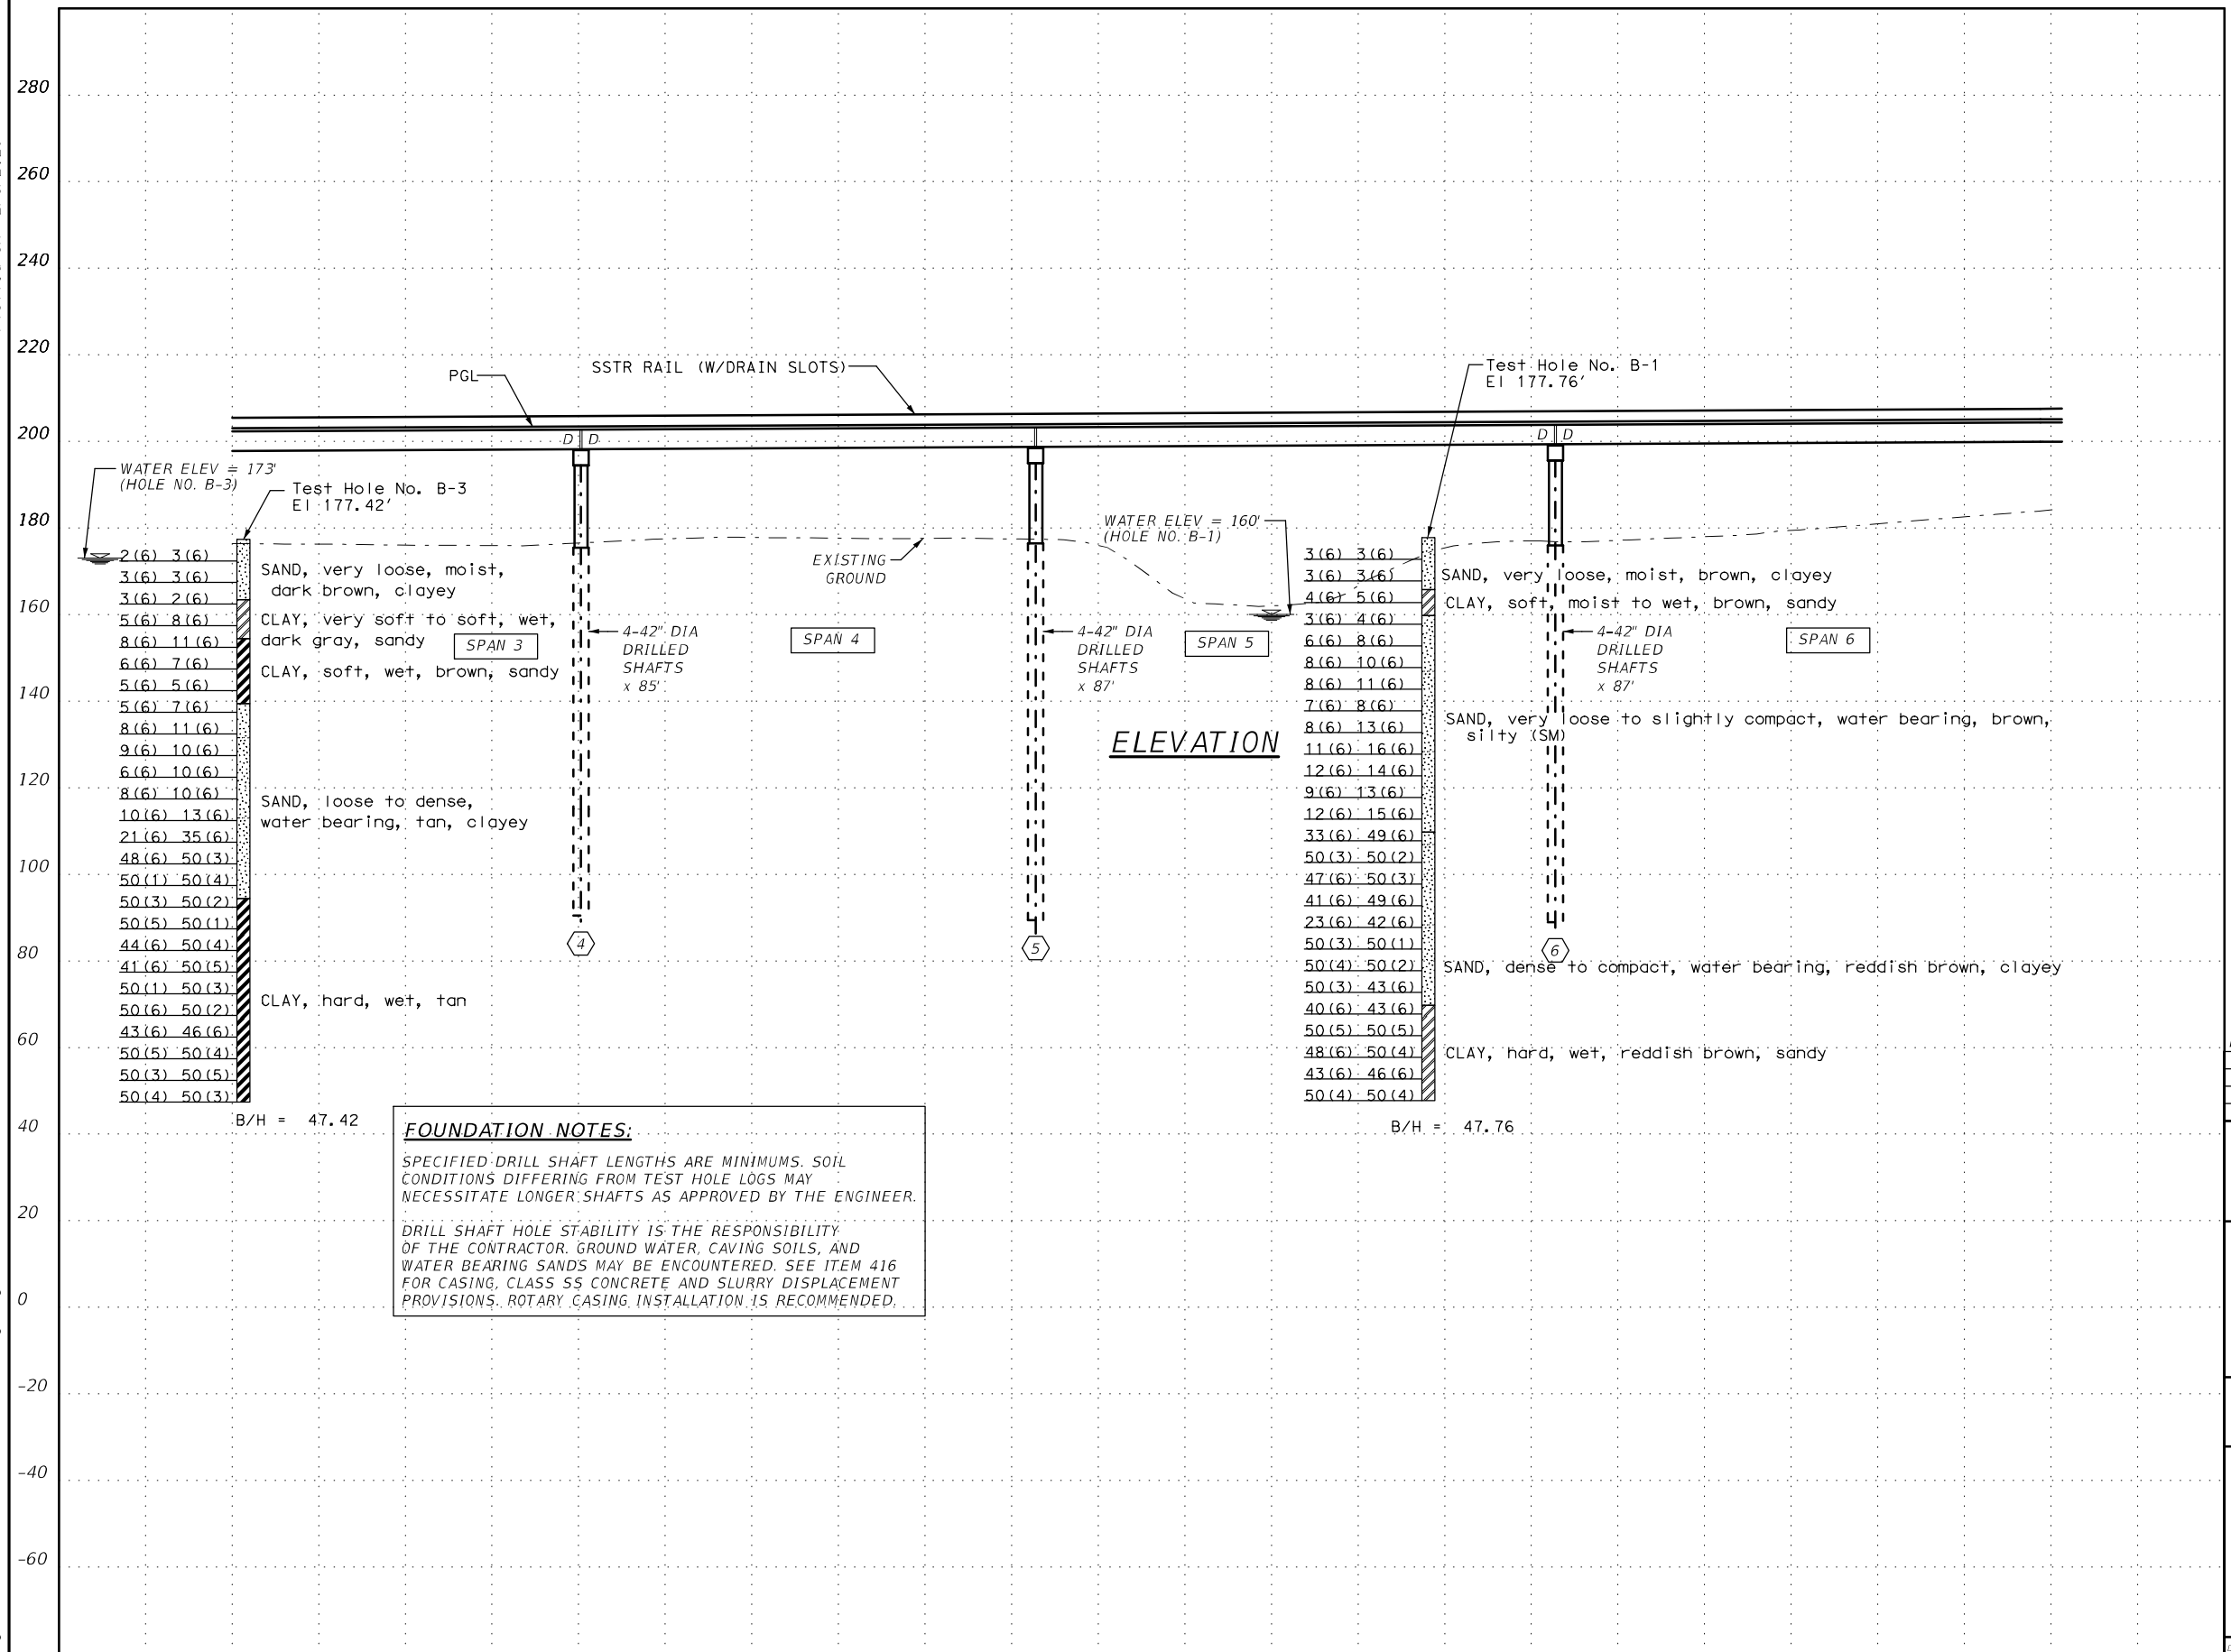 280
260
240
220
200
180
160
140
120
100
80
60
40
20
0
-20
-40
-60
PGL
SSTR RAIL (W/DRAIN SLOTS)
Test Hole No. B-1
El 177.76'
D D
D D
WATER ELEV = 173'
(HOLE NO. B-3)
Test Hole No. B-3
El 177.42'
WATER ELEV = 160'
(HOLE NO. B-1)
EXISTING
GROUND
2(6) 3(6)
3(6) 3(6)
3(6) 2(6)
5(6) 8(6)
8(6) 11(6)
6(6) 7(6)
5(6) 5(6)
5(6) 7(6)
8(6) 11(6)
9(6) 10(6)
6(6) 10(6)
8(6) 10(6)
10(6) 13(6)
21(6) 35(6)
48(6) 50(3)
50(1) 50(4)
50(3) 50(2)
50(5) 50(1)
44(6) 50(4)
41(6) 50(5)
50(1) 50(3)
50(6) 50(2)
43(6) 46(6)
50(5) 50(4)
50(3) 50(5)
50(4) 50(3)
B/H = 47.42
SAND, very loose, moist,
dark brown, clayey
CLAY, very soft to soft, wet,
dark gray, sandy
CLAY, soft, wet, brown, sandy
SAND, loose to dense,
water bearing, tan, clayey
CLAY, hard, wet, tan
SPAN 3
4-42" DIA
DRILLED
SHAFTS
x 85'
4
SPAN 4
4-42" DIA
DRILLED
SHAFTS
x 87'
5
SPAN 5
ELEVATION
3(6) 3(6)
3(6) 3(6)
4(6) 5(6)
3(6) 4(6)
6(6) 8(6)
8(6) 10(6)
8(6) 11(6)
7(6) 8(6)
8(6) 13(6)
11(6) 16(6)
12(6) 14(6)
9(6) 13(6)
12(6) 15(6)
33(6) 49(6)
50(3) 50(2)
47(6) 50(3)
41(6) 49(6)
23(6) 42(6)
50(3) 50(1)
50(4) 50(2)
50(3) 43(6)
40(6) 43(6)
50(5) 50(5)
48(6) 50(4)
43(6) 46(6)
50(4) 50(4)
B/H = 47.76
SAND, very loose, moist, brown, clayey
CLAY, soft, moist to wet, brown, sandy
4-42" DIA
DRILLED
SHAFTS
x 87'
SPAN 6
SAND, very loose to slightly compact, water bearing, brown,
silty (SM)
6
SAND, dense to compact, water bearing, reddish brown, clayey
CLAY, hard, wet, reddish brown, sandy
FOUNDATION NOTES:
SPECIFIED DRILL SHAFT LENGTHS ARE MINIMUMS. SOIL
CONDITIONS DIFFERING FROM TEST HOLE LOGS MAY
NECESSITATE LONGER SHAFTS AS APPROVED BY THE ENGINEER.
DRILL SHAFT HOLE STABILITY IS THE RESPONSIBILITY
OF THE CONTRACTOR. GROUND WATER, CAVING SOILS, AND
WATER BEARING SANDS MAY BE ENCOUNTERED. SEE ITEM 416
FOR CASING, CLASS SS CONCRETE AND SLURRY DISPLACEMENT
PROVISIONS. ROTARY CASING INSTALLATION IS RECOMMENDED.